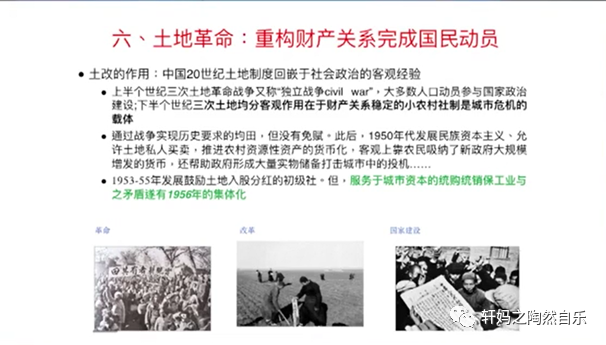 六、土地革命：重构财产关系完成国民动员
土改的作用：中国20世纪土地制度回嵌于社会政治的客观经验
上半个世纪三次土地革命战争又称“独立战争civil war”，大多数人口动员参与国家政治
建设;下半个世纪三次土地均分客观作用在于财产关系稳定的小农村社制是城市危机的
载体
通过战争实现历史要求的均田，但没有免赋。此后，1950年代发展民族资本主义、允
许土地私人买卖，推进农村资源性资产的货币化，客观上靠农民吸纳了新政府大规模
增发的货币，还帮助政府形成大量实物储备打击城市中的投机……
1953-55年发展鼓励土地入股分红的初级社。但，服务于城市资本的统购统销保工业与
之矛盾遂有1956年的集体化
革命
改革
国家建设
轩妈之陶然自乐